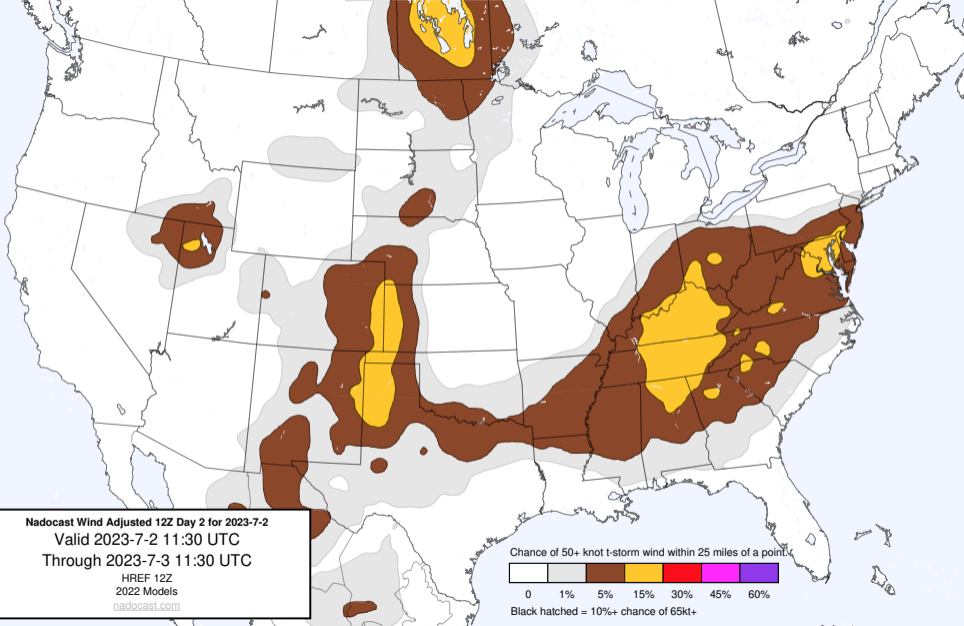 Nadocast Wind Adjusted 12Z Day 2 for 2023-7-2
Valid 2023-7-2 11:30 UTC
Through 2023-7-3 11:30 UTC
HREF 12Z
2022 Models
nadocast.com
Chance of 50+ knot t-storm wind within 25 miles of a point.
0 1% 5% 15% 30% 45% 60%
Black hatched = 10%+ chance of 65kt+